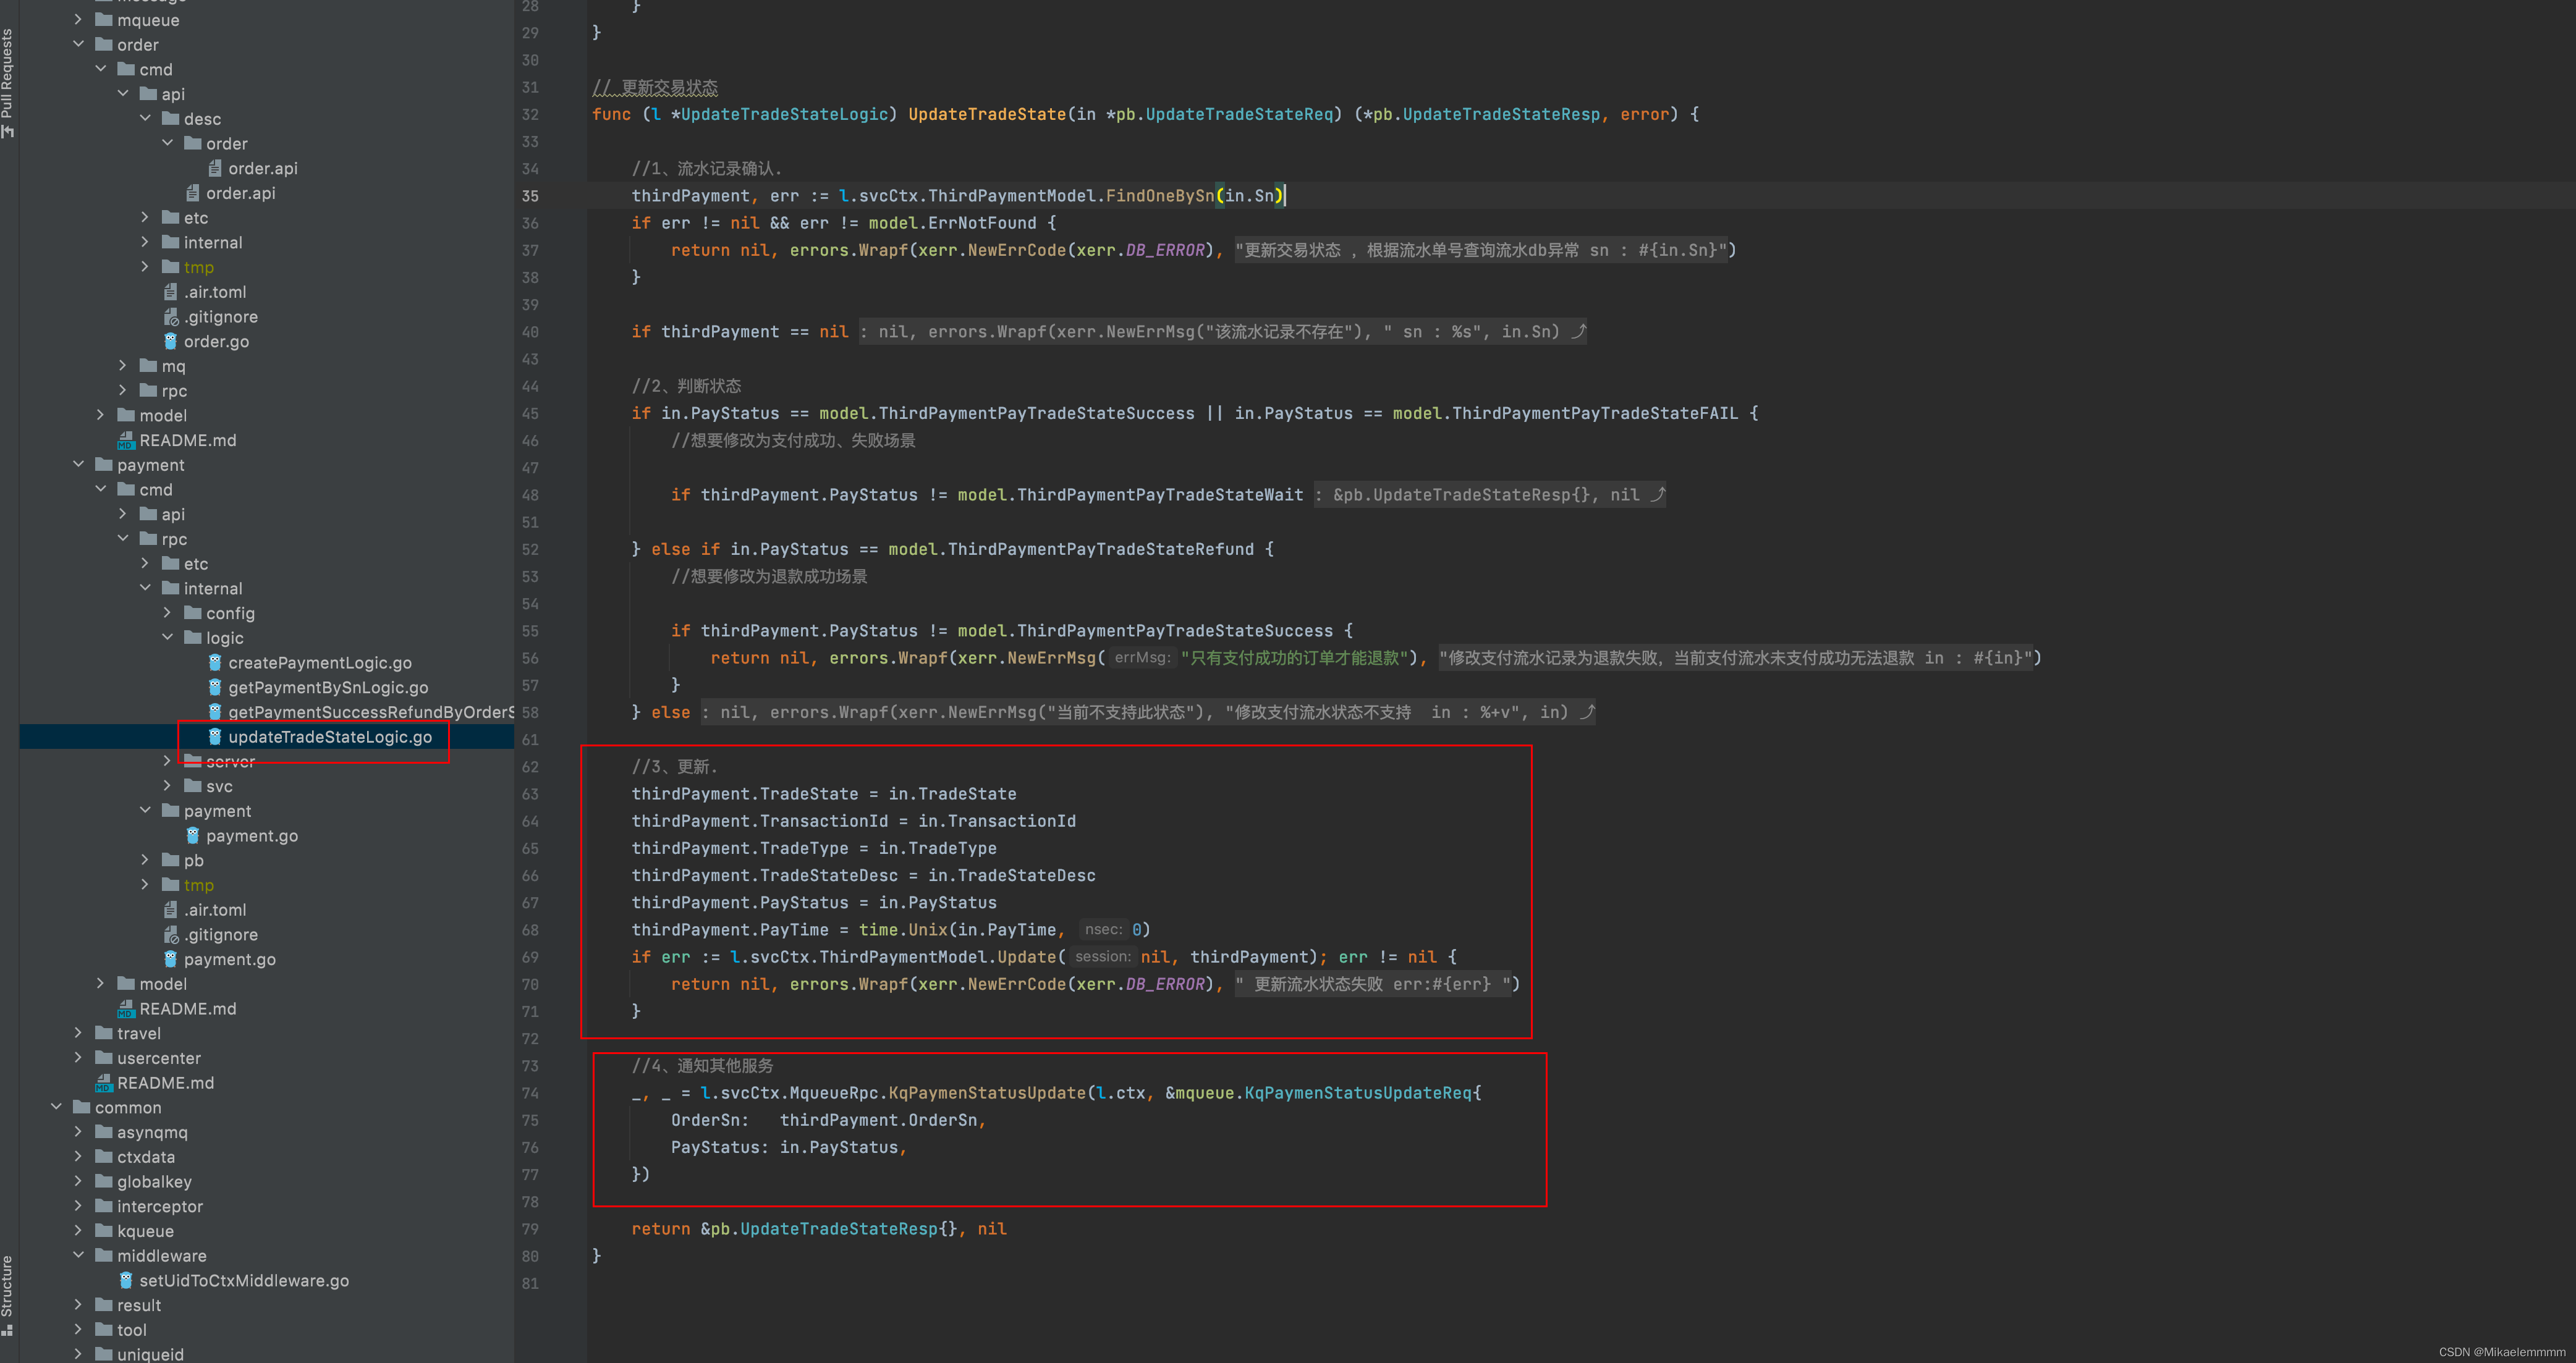 Pull Requests
Structure
message
mqueue
order
cmd
api
desc
order
order.api
order.api
etc
internal
tmp
.air.toml
.gitignore
order.go
mq
rpc
model
README.md
payment
cmd
api
rpc
etc
internal
config
logic
createPaymentLogic.go
getPaymentBySnLogic.go
getPaymentSuccessRefundByOrderS
updateTradeStateLogic.go
server
svc
payment
payment.go
pb
tmp
.air.toml
.gitignore
payment.go
model
README.md
travel
usercenter
README.md
common
asynqmq
ctxdata
globalkey
interceptor
kqueue
middleware
setUidToCtxMiddleware.go
result
tool
uniqueid
28 }
29 }
30
31 // 更新交易状态
32 func (l *UpdateTradeStateLogic) UpdateTradeState(in *pb.UpdateTradeStateReq) (*pb.UpdateTradeStateResp, error) {
33
34 //1、流水记录确认.
35 thirdPayment, err := l.svcCtx.ThirdPaymentModel.FindOneBySn(in.Sn)
36 if err != nil && err != model.ErrNotFound {
37 return nil, errors.Wrapf(xerr.NewErrCode(xerr.DB_ERROR), "更新交易状态 ，根据流水单号查询流水db异常 sn : #{in.Sn}")
38 }
39
40 if thirdPayment == nil : nil, errors.Wrapf(xerr.NewErrMsg("该流水记录不存在"), " sn : %s", in.Sn) ⤴
43
44 //2、判断状态
45 if in.PayStatus == model.ThirdPaymentPayTradeStateSuccess || in.PayStatus == model.ThirdPaymentPayTradeStateFAIL {
46 //想要修改为支付成功、失败场景
47
48 if thirdPayment.PayStatus != model.ThirdPaymentPayTradeStateWait : &pb.UpdateTradeStateResp{}, nil ⤴
51
52 } else if in.PayStatus == model.ThirdPaymentPayTradeStateRefund {
53 //想要修改为退款成功场景
54
55 if thirdPayment.PayStatus != model.ThirdPaymentPayTradeStateSuccess {
56 return nil, errors.Wrapf(xerr.NewErrMsg( errMsg: "只有支付成功的订单才能退款"), "修改支付流水记录为退款失败，当前支付流水未支付成功无法退款 in : #{in}")
57 }
58 } else : nil, errors.Wrapf(xerr.NewErrMsg("当前不支持此状态"), "修改支付流水状态不支持  in : %+v", in) ⤴
61
62 //3、更新.
63 thirdPayment.TradeState = in.TradeState
64 thirdPayment.TransactionId = in.TransactionId
65 thirdPayment.TradeType = in.TradeType
66 thirdPayment.TradeStateDesc = in.TradeStateDesc
67 thirdPayment.PayStatus = in.PayStatus
68 thirdPayment.PayTime = time.Unix(in.PayTime, nsec: 0)
69 if err := l.svcCtx.ThirdPaymentModel.Update( session: nil, thirdPayment); err != nil {
70 return nil, errors.Wrapf(xerr.NewErrCode(xerr.DB_ERROR), " 更新流水状态失败 err:#{err} ")
71 }
72
73 //4、通知其他服务
74 _, _ = l.svcCtx.MqueueRpc.KqPaymenStatusUpdate(l.ctx, &mqueue.KqPaymenStatusUpdateReq{
75 OrderSn:   thirdPayment.OrderSn,
76 PayStatus: in.PayStatus,
77 })
78
79 return &pb.UpdateTradeStateResp{}, nil
80 }
81
CSDN @Mikaelemmmm